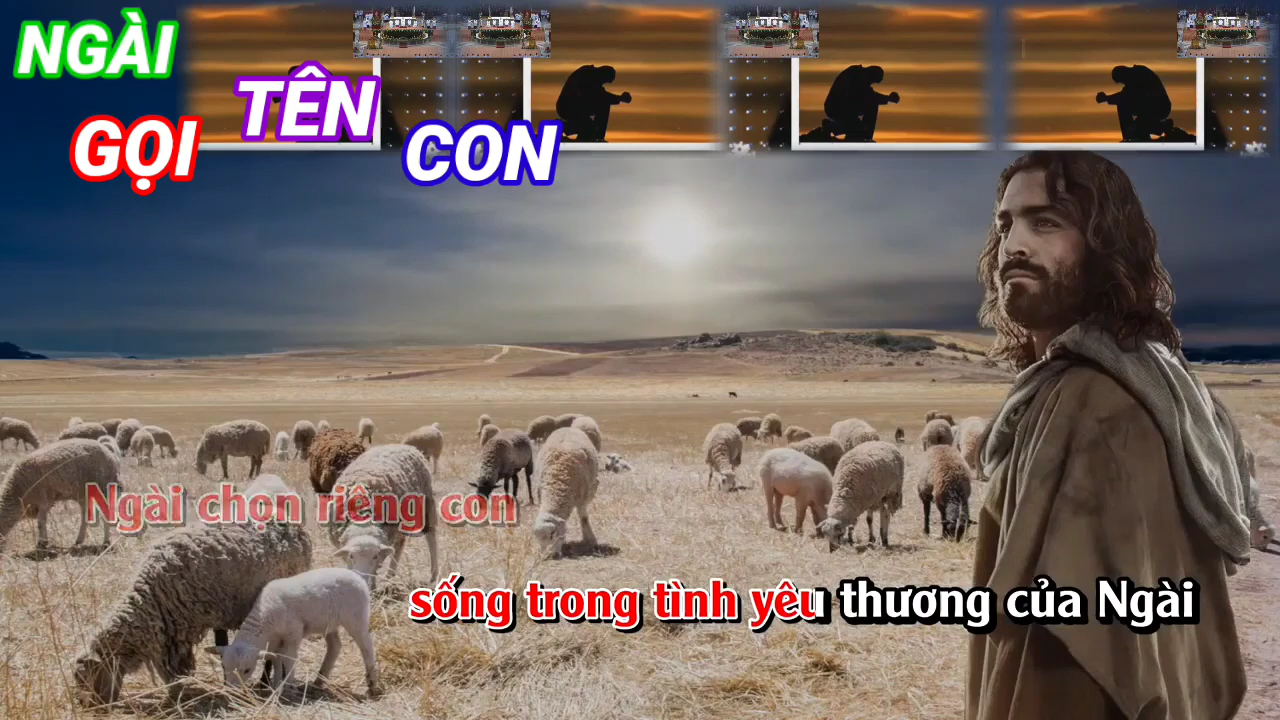 NGÀI
GỌI
TÊN
CON
Ngài chọn riêng con
sống trong tình yêu thương của Ngài